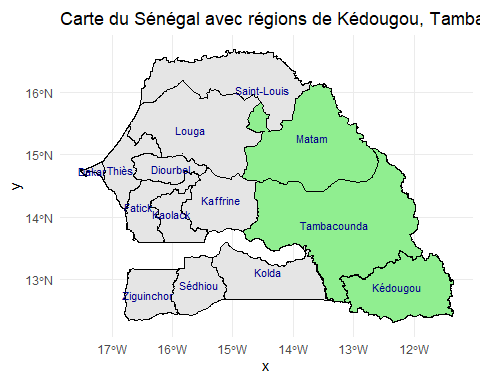 Carte du Sénégal avec régions de Kédougou, Tamba
16°N
15°N
14°N
13°N
y
Saint-Louis
Matam
Louga
Diourbel
Thiès
Dakar
Fatick
Kaolack
Kaffrine
Tambacounda
Kolda
Sédhiou
Ziguinchor
Kédougou
17°W
16°W
15°W
14°W
13°W
12°W
x